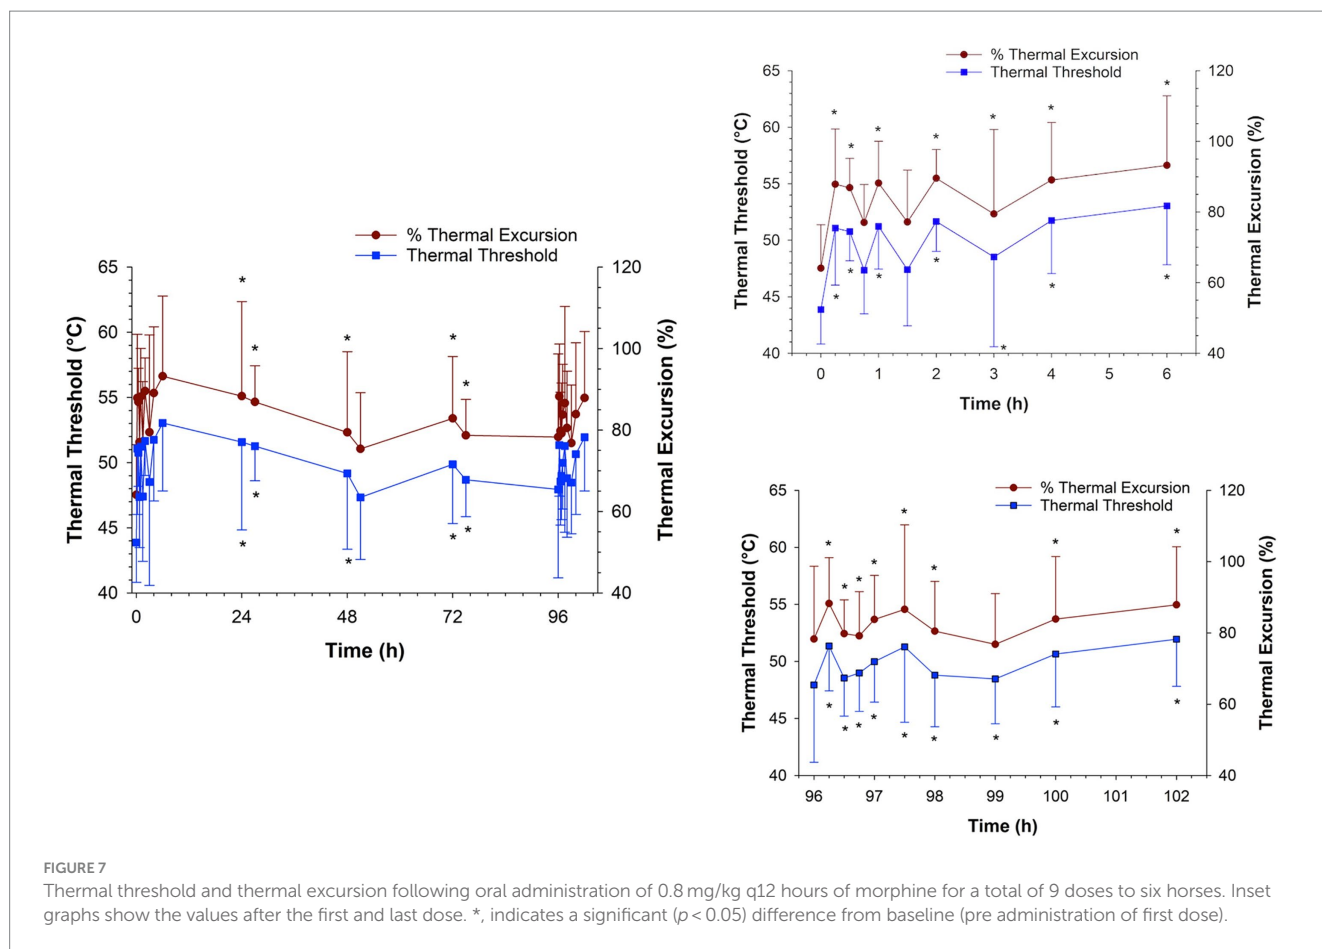 % Thermal Excursion
Thermal Threshold
65
60
55
50
45
40
Thermal Threshold (°C)
120
100
80
60
40
Thermal Excursion (%)
0 24 48 72 96
Time (h)
* * * * *
* * * * *
% Thermal Excursion
Thermal Threshold
65
60
55
50
45
40
Thermal Threshold (°C)
120
100
80
60
40
Thermal Excursion (%)
0 1 2 3 4 5 6
Time (h)
* * * * * * *
* * * * * * *
% Thermal Excursion
Thermal Threshold
65
60
55
50
45
40
Thermal Threshold (°C)
120
100
80
60
40
Thermal Excursion (%)
96 97 98 99 100 101 102
Time (h)
* * * * * * * *
* * * * * * * * *
FIGURE 7
Thermal threshold and thermal excursion following oral administration of 0.8 mg/kg q12 hours of morphine for a total of 9 doses to six horses. Inset
graphs show the values after the first and last dose. *, indicates a significant (p < 0.05) difference from baseline (pre administration of first dose).